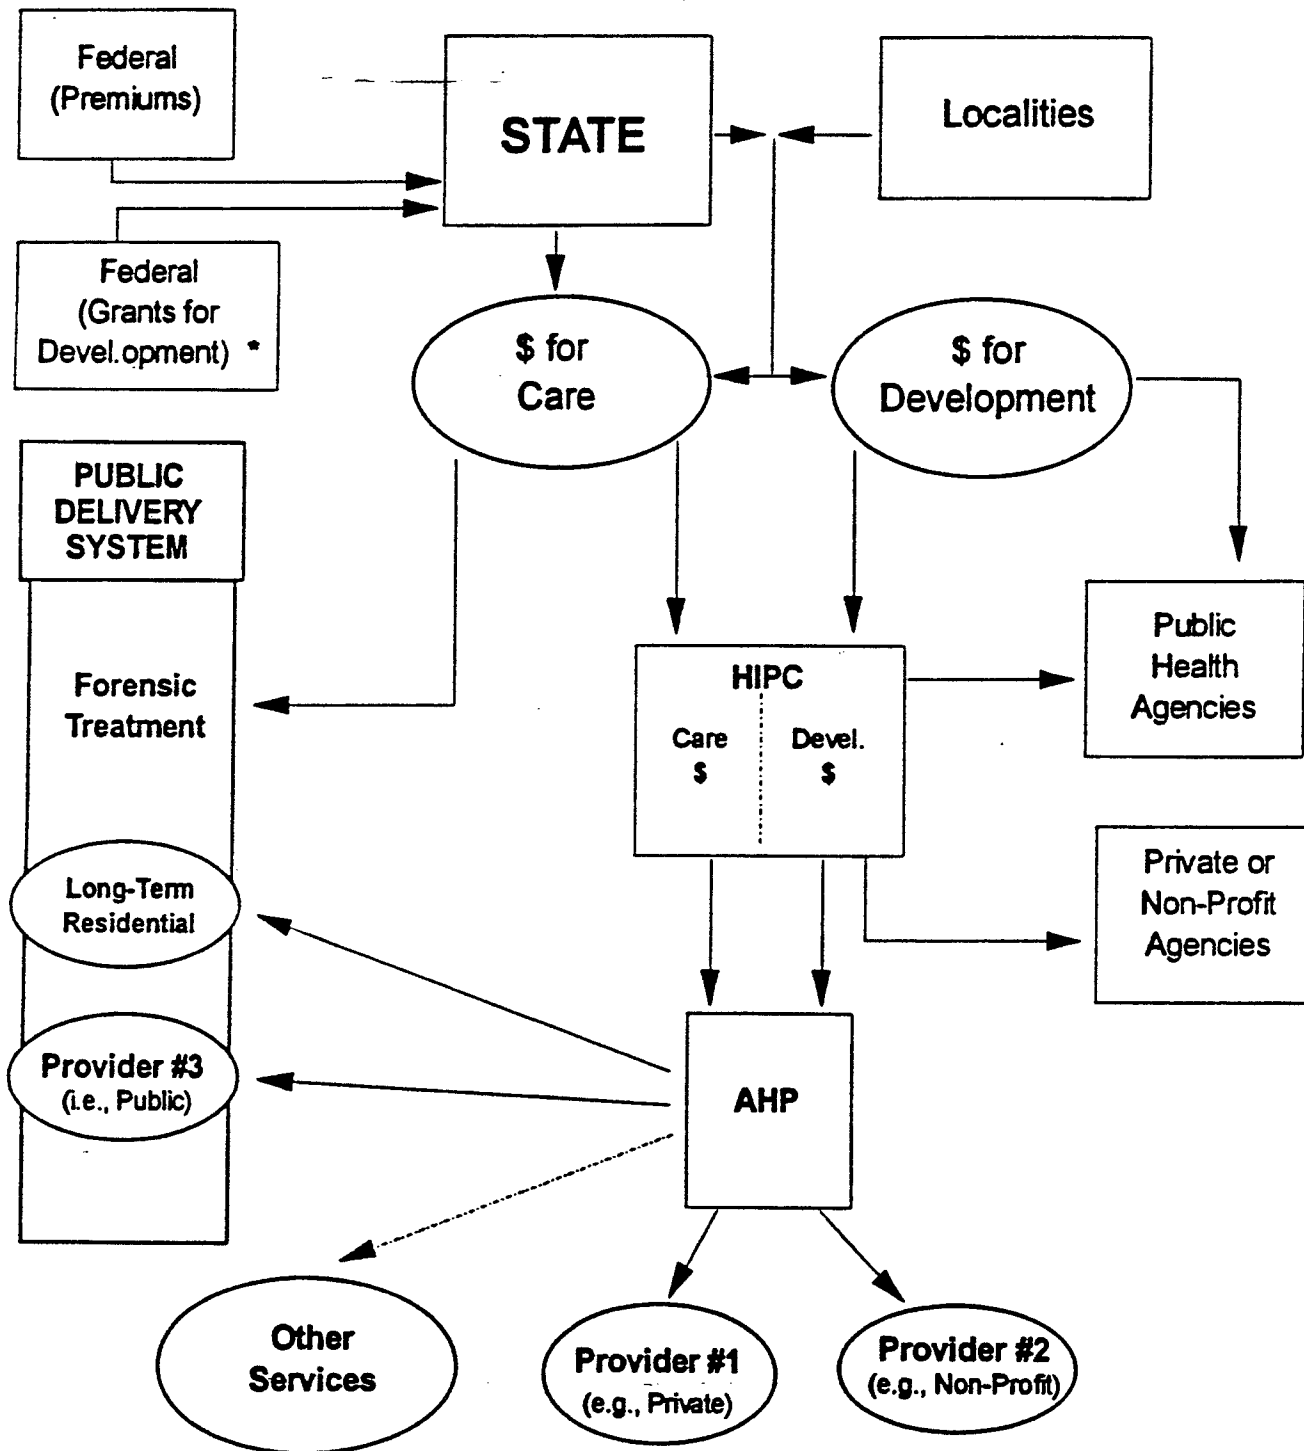 Federal
(Premiums)
STATE
Localities
Federal
(Grants for
Devel.opment) *
$ for
Care
$ for
Development
PUBLIC
DELIVERY
SYSTEM
Forensic
Treatment
HIPC
Care
$
Devel.
$
Public
Health
Agencies
Long-Term
Residential
Private or
Non-Profit
Agencies
Provider #3
(i.e., Public)
AHP
Other
Services
Provider #1
(e.g., Private)
Provider #2
(e.g., Non-Profit)